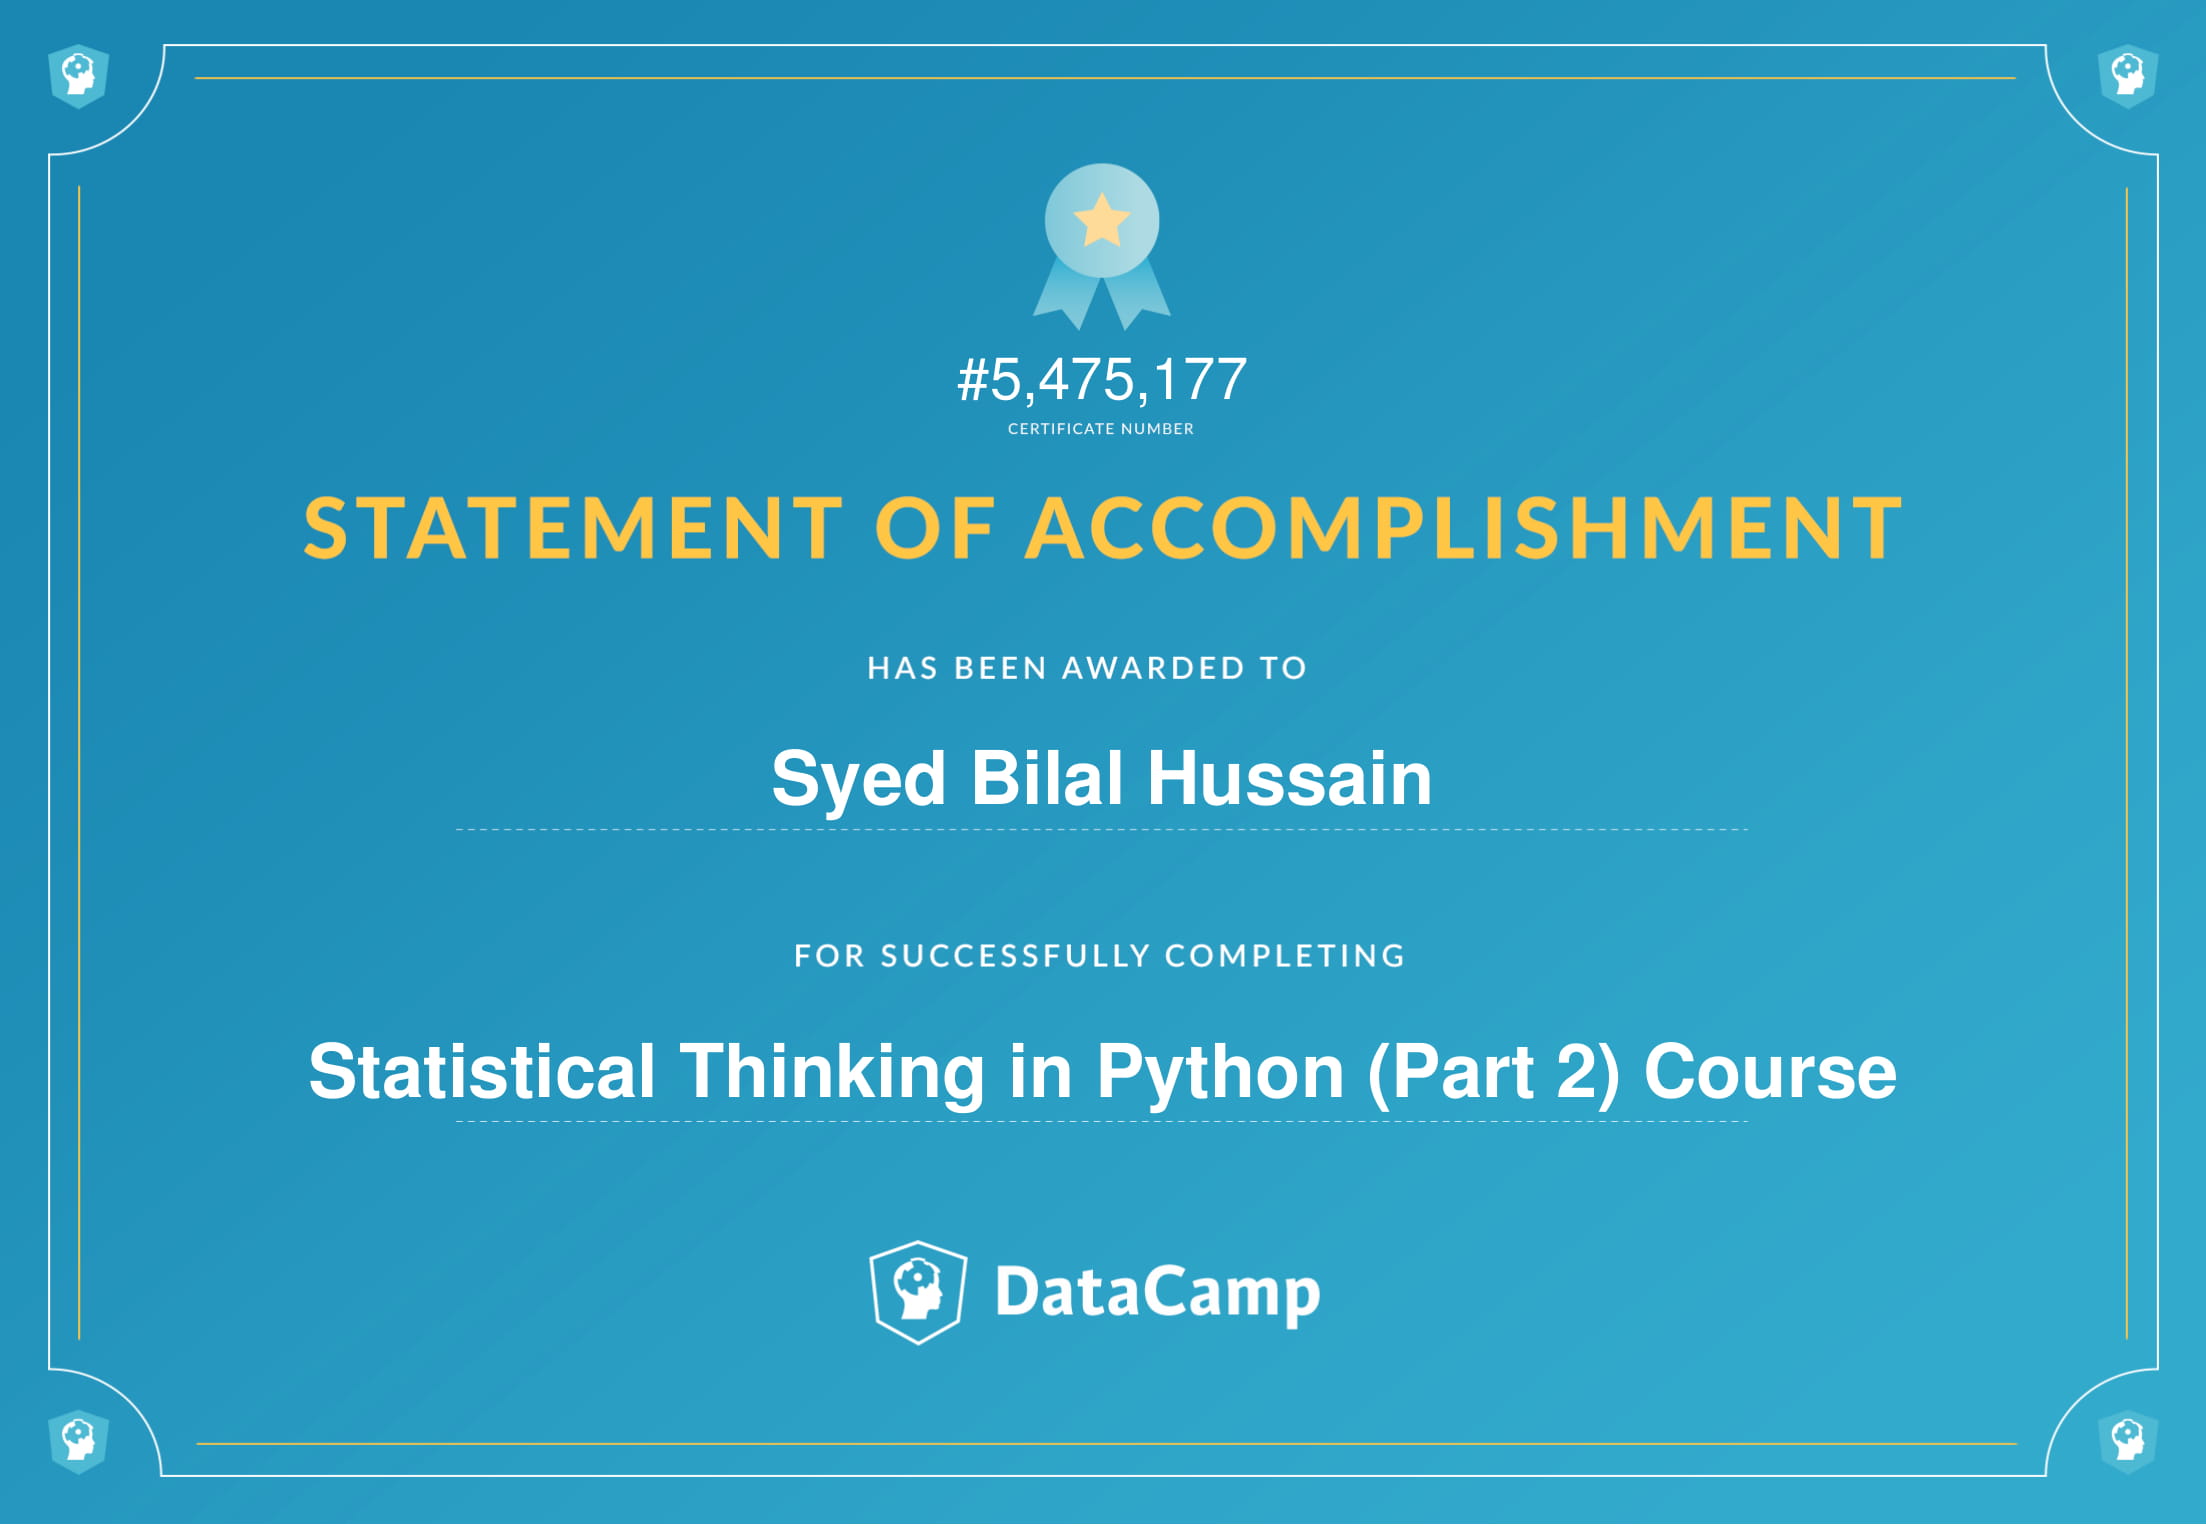 #5,475,177
CERTIFICATE NUMBER
STATEMENT OF ACCOMPLISHMENT
HAS BEEN AWARDED TO
Syed Bilal Hussain
FOR SUCCESSFULLY COMPLETING
Statistical Thinking in Python (Part 2) Course
DataCamp